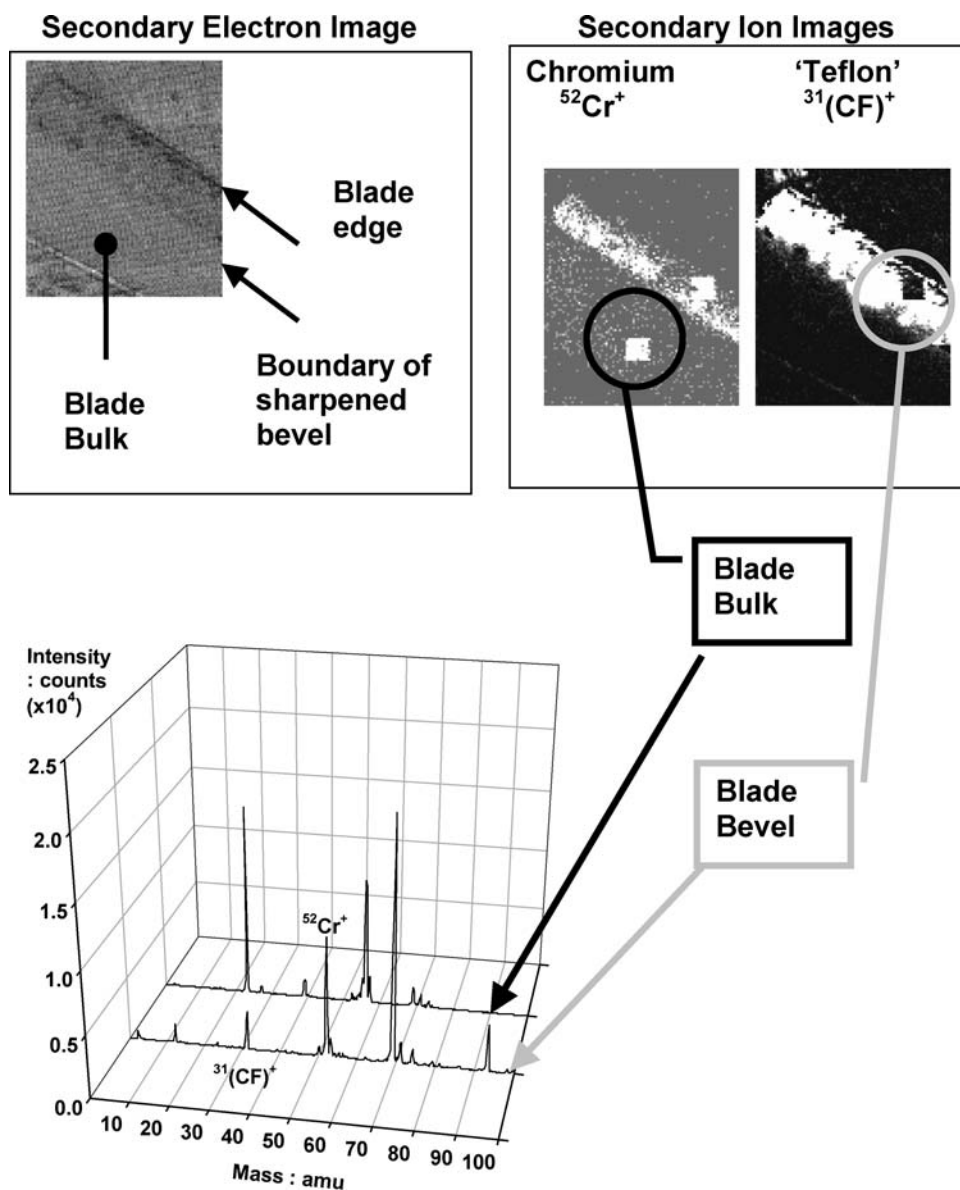 Secondary Electron Image
Blade
edge
Boundary of
sharpened
bevel
Blade
Bulk
Secondary Ion Images
Chromium
⁵²Cr⁺
‘Teflon’
³¹(CF)⁺
Blade
Bulk
Blade
Bevel
Intensity
: counts
(x10⁴)
2.5
2.0
1.5
1.0
0.5
0.0
⁵²Cr⁺
³¹(CF)⁺
10 20 30 40 50 60 70 80 90 100
Mass : amu